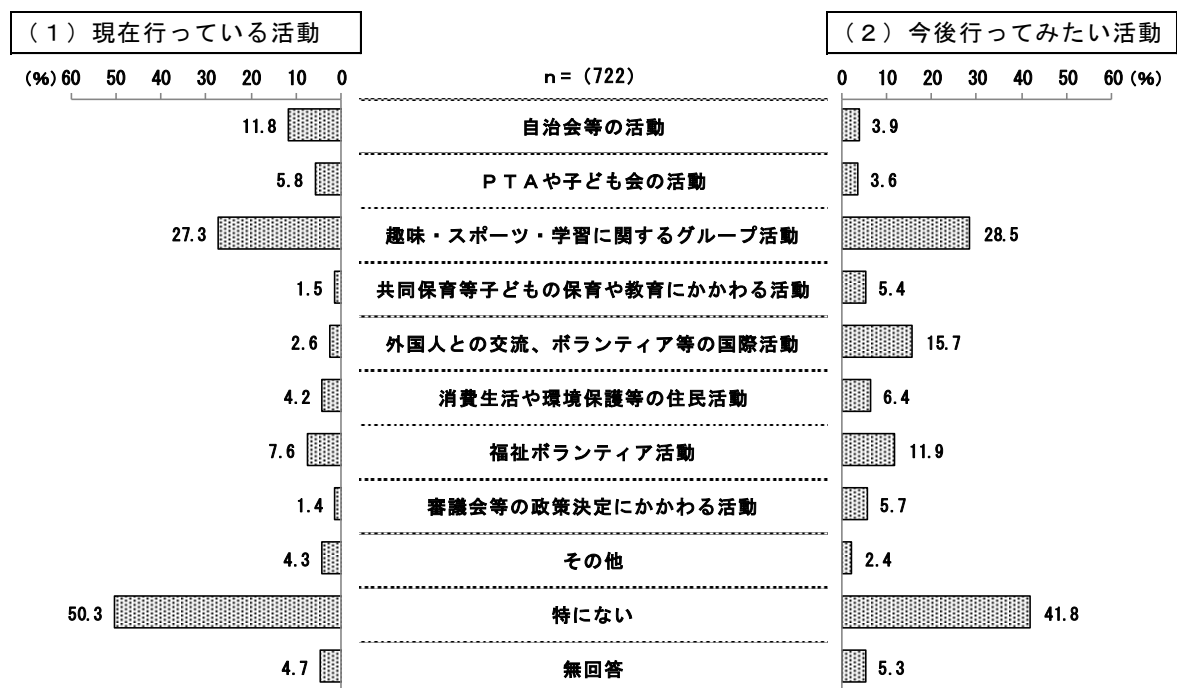 （１）現在行っている活動
（２）今後行ってみたい活動
(%) 60 50 40 30 20 10 0
ｎ＝（722）
0 10 20 30 40 50 60 (%)
11.8 自治会等の活動 3.9
5.8 ＰＴＡや子ども会の活動 3.6
27.3 趣味・スポーツ・学習に関するグループ活動 28.5
1.5 共同保育等子どもの保育や教育にかかわる活動 5.4
2.6 外国人との交流、ボランティア等の国際活動 15.7
4.2 消費生活や環境保護等の住民活動 6.4
7.6 福祉ボランティア活動 11.9
1.4 審議会等の政策決定にかかわる活動 5.7
4.3 その他 2.4
50.3 特にない 41.8
4.7 無回答 5.3